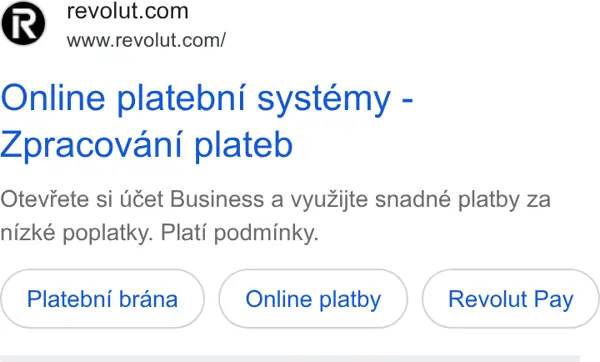 revolut.com
www.revolut.com/
Online platební systémy -
Zpracování plateb
Otevřete si účet Business a využijte snadné platby za
nízké poplatky. Platí podmínky.
Platební brána
Online platby
Revolut Pay